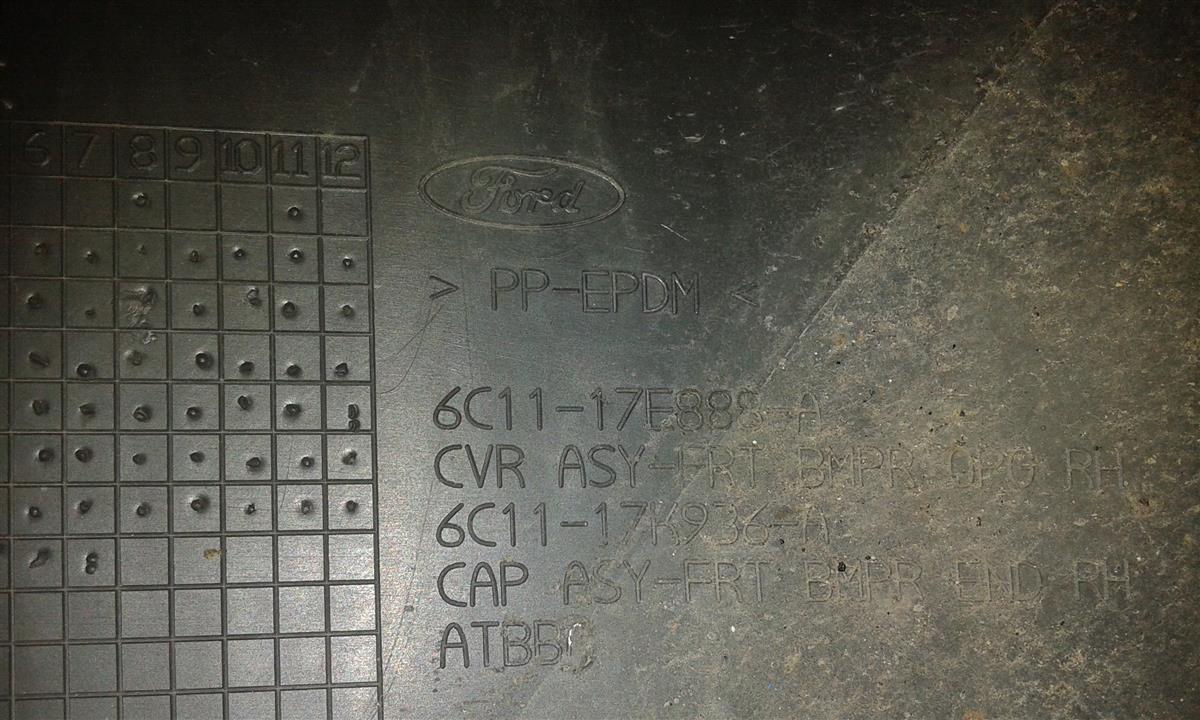 6 7 8 9 10 11 12
Ford
> PP-EPDM <
6C11-17E888-A
CVR ASY-FRT BMPR OPG RH
6C11-17K936-A
CAP ASY-FRT BMPR END RH